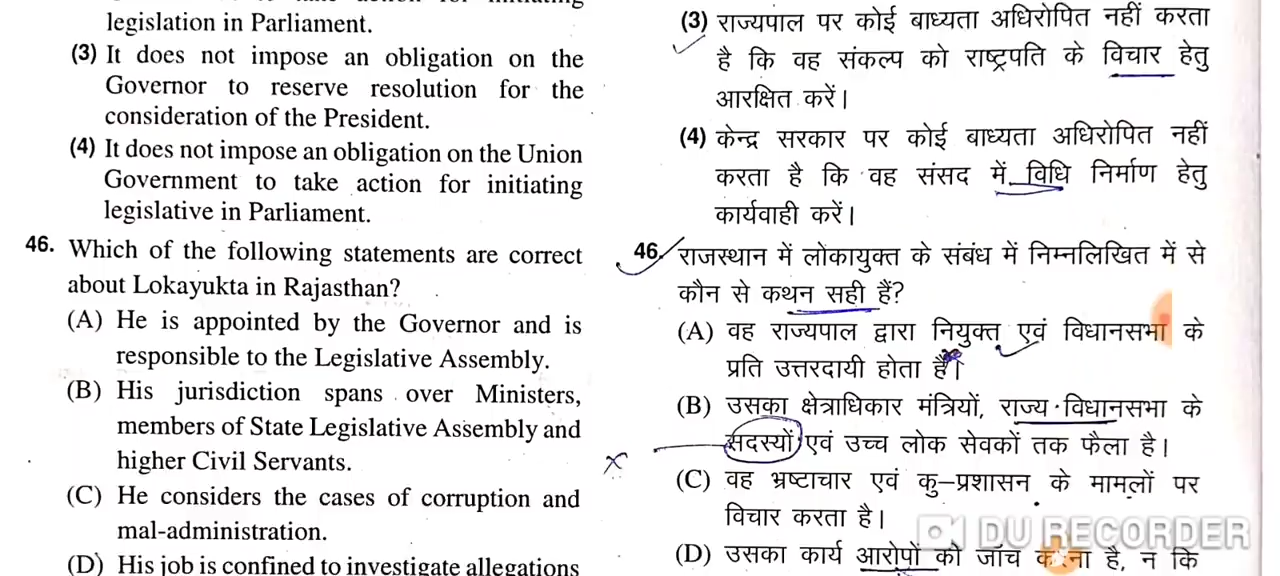 legislation in Parliament.
(3) It does not impose an obligation on the
Governor to reserve resolution for the
consideration of the President.
(4) It does not impose an obligation on the Union
Government to take action for initiating
legislative in Parliament.
46. Which of the following statements are correct
about Lokayukta in Rajasthan?
(A) He is appointed by the Governor and is
responsible to the Legislative Assembly.
(B) His jurisdiction spans over Ministers,
members of State Legislative Assembly and
higher Civil Servants.
(C) He considers the cases of corruption and
mal-administration.
(D) His job is confined to investigate allegations
(3) राज्यपाल पर कोई बाध्यता अधिरोपित नहीं करता
है कि वह संकल्प को राष्ट्रपति के विचार हेतु
आरक्षित करें।
(4) केन्द्र सरकार पर कोई बाध्यता अधिरोपित नहीं
करता है कि वह संसद में विधि निर्माण हेतु
कार्यवाही करें।
46. राजस्थान में लोकायुक्त के संबंध में निम्नलिखित में से
कौन से कथन सही हैं?
(A) वह राज्यपाल द्वारा नियुक्त एवं विधानसभा के
प्रति उत्तरदायी होता है।
(B) उसका क्षेत्राधिकार मंत्रियों, राज्य विधानसभा के
सदस्यों एवं उच्च लोक सेवकों तक फैला है।
(C) वह भ्रष्टाचार एवं कु-प्रशासन के मामलों पर
विचार करता है।
(D) उसका कार्य आरोपों की जाँच करना है, न कि
DU RECORDER